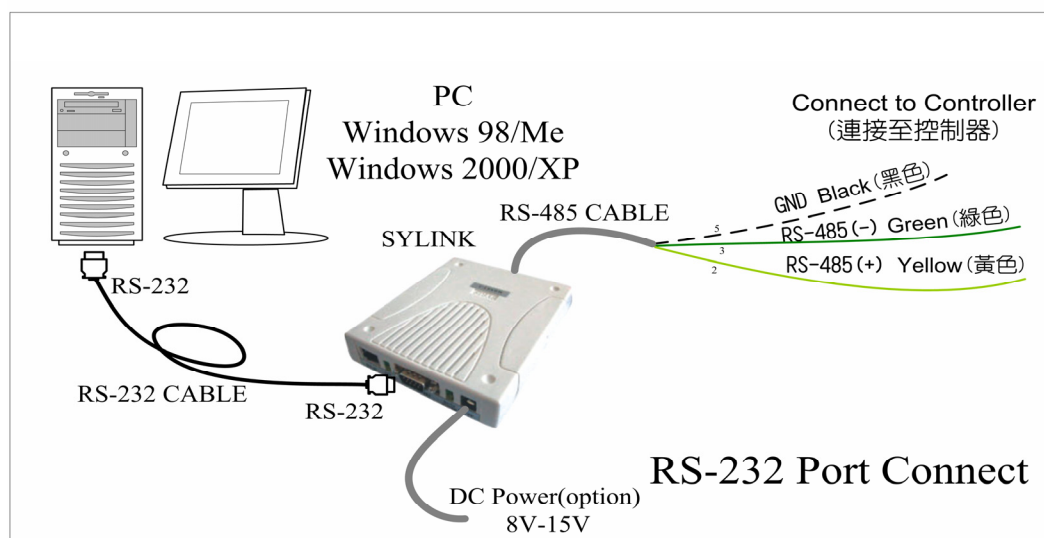 PC
Windows 98/Me
Windows 2000/XP
Connect to Controller
(連接至控制器)
GND Black(黑色)
RS-485 CABLE
5
RS-485(-) Green(綠色)
SYLINK
3
RS-485(+) Yellow(黃色)
2
RS-232
RS-232 CABLE
RS-232
RS-232 Port Connect
DC Power(option)
8V-15V